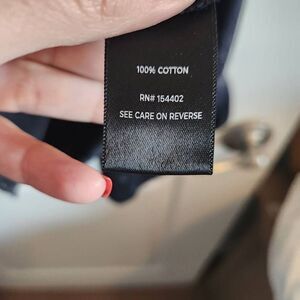 100% COTTON
RN# 154402
SEE CARE ON REVERSE